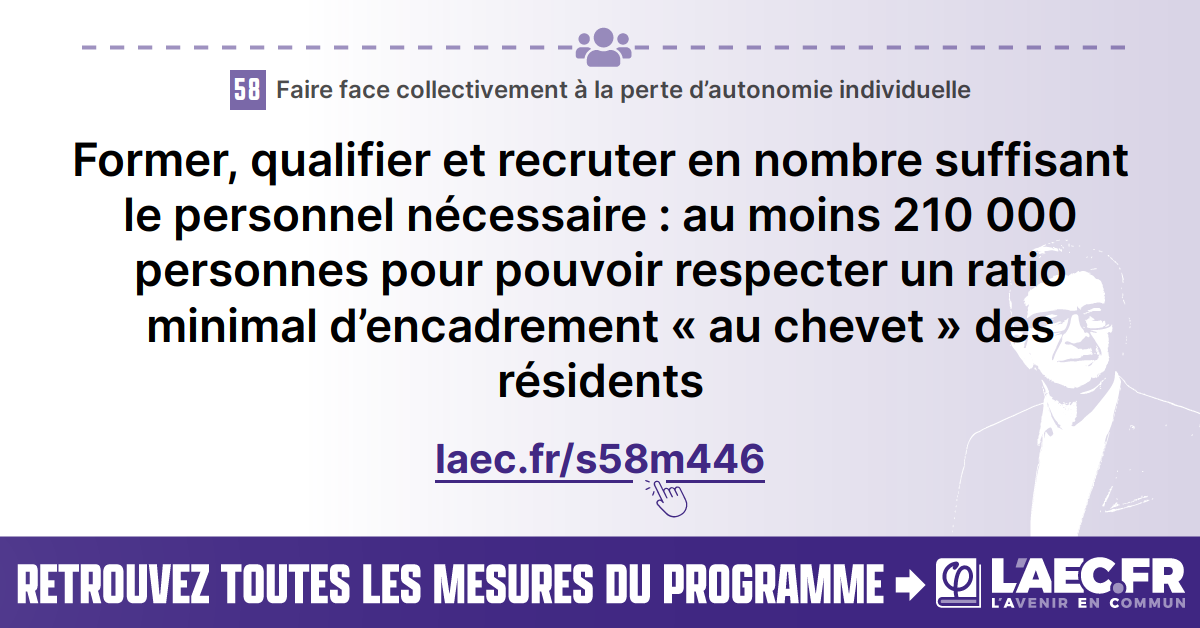 58 Faire face collectivement à la perte d’autonomie individuelle
Former, qualifier et recruter en nombre suffisant
le personnel nécessaire : au moins 210 000
personnes pour pouvoir respecter un ratio
minimal d’encadrement « au chevet » des
résidents
laec.fr/s58m446
RETROUVEZ TOUTES LES MESURES DU PROGRAMME
φ L’AEC.FR
L’AVENIR EN COMMUN